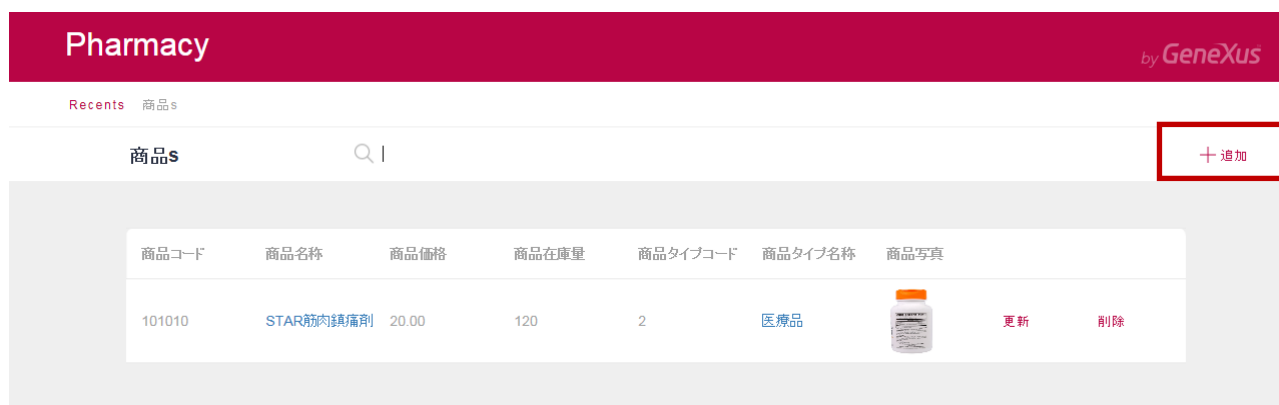 Pharmacy
by GeneXus
Recents 商品s
商品s
追加
商品コード 商品名称 商品価格 商品在庫量 商品タイプコード 商品タイプ名称 商品写真
101010 STAR筋肉鎮痛剤 20.00 120 2 医療品 更新 削除